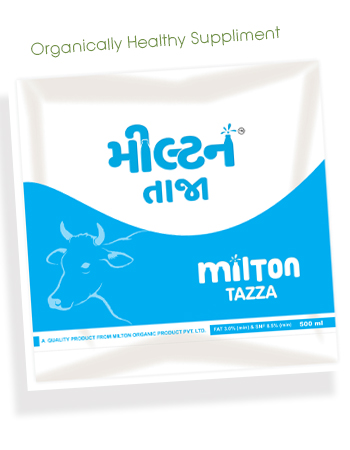 Organically Healthy Suppliment
મીલ્ટન
તાજા
milTon
TAZZA
A QUALITY PRODUCT FROM MILTON ORGANIC PRODUCT PVT. LTD.
FAT 3.0% (min) & SNF 8.5% (min) 500 ml